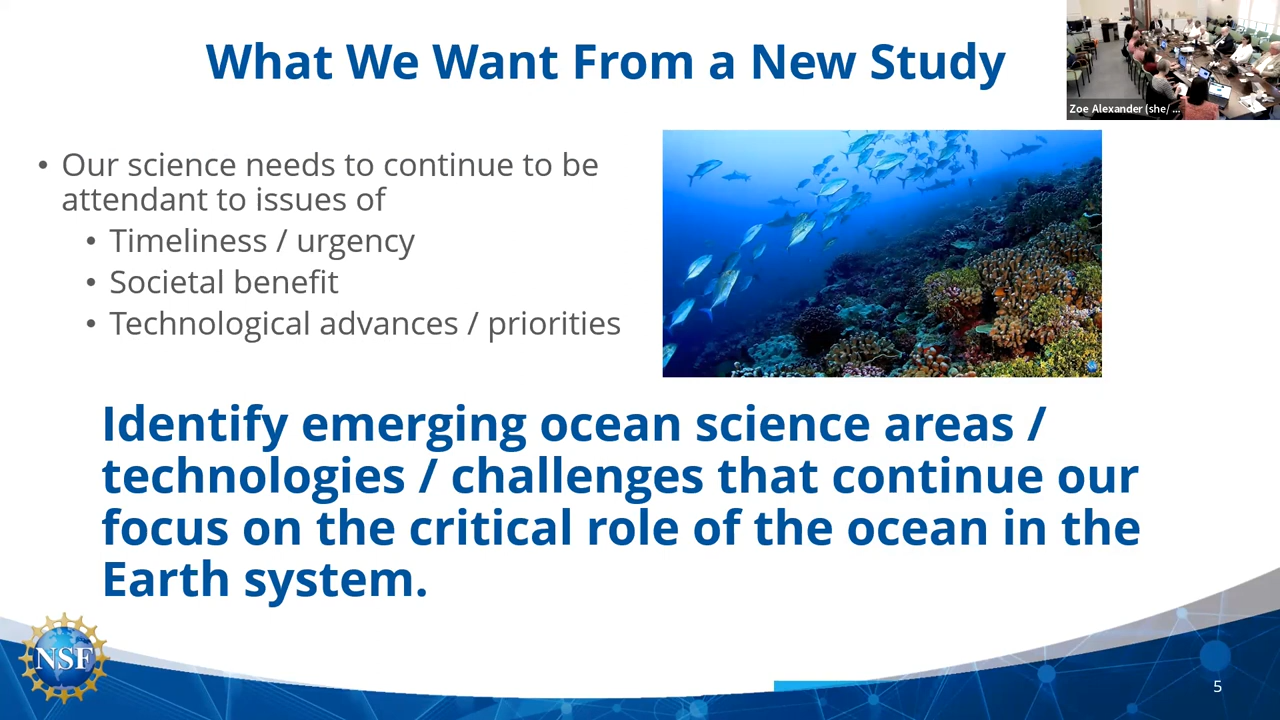 What We Want From a New Study
Zoe Alexander (she/ ...
• Our science needs to continue to be
attendant to issues of
• Timeliness / urgency
• Societal benefit
• Technological advances / priorities
Identify emerging ocean science areas /
technologies / challenges that continue our
focus on the critical role of the ocean in the
Earth system.
NSF
5